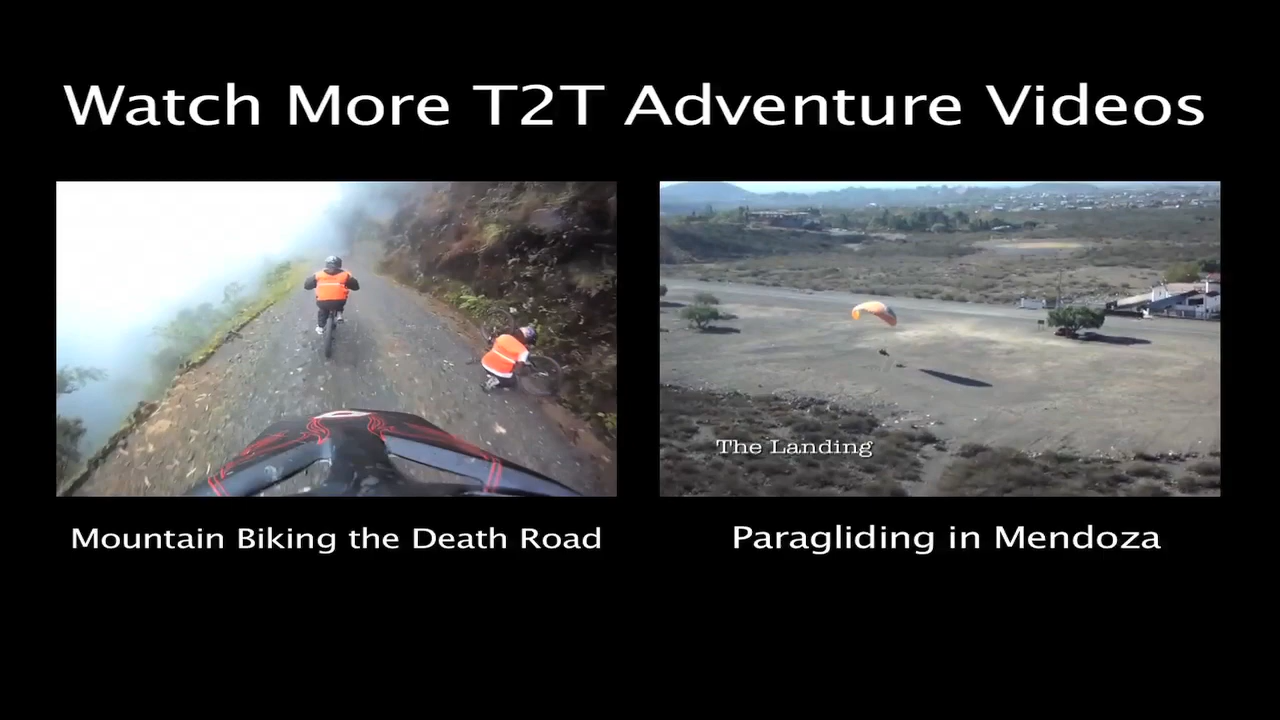 Watch More T2T Adventure Videos
The Landing
Mountain Biking the Death Road
Paragliding in Mendoza